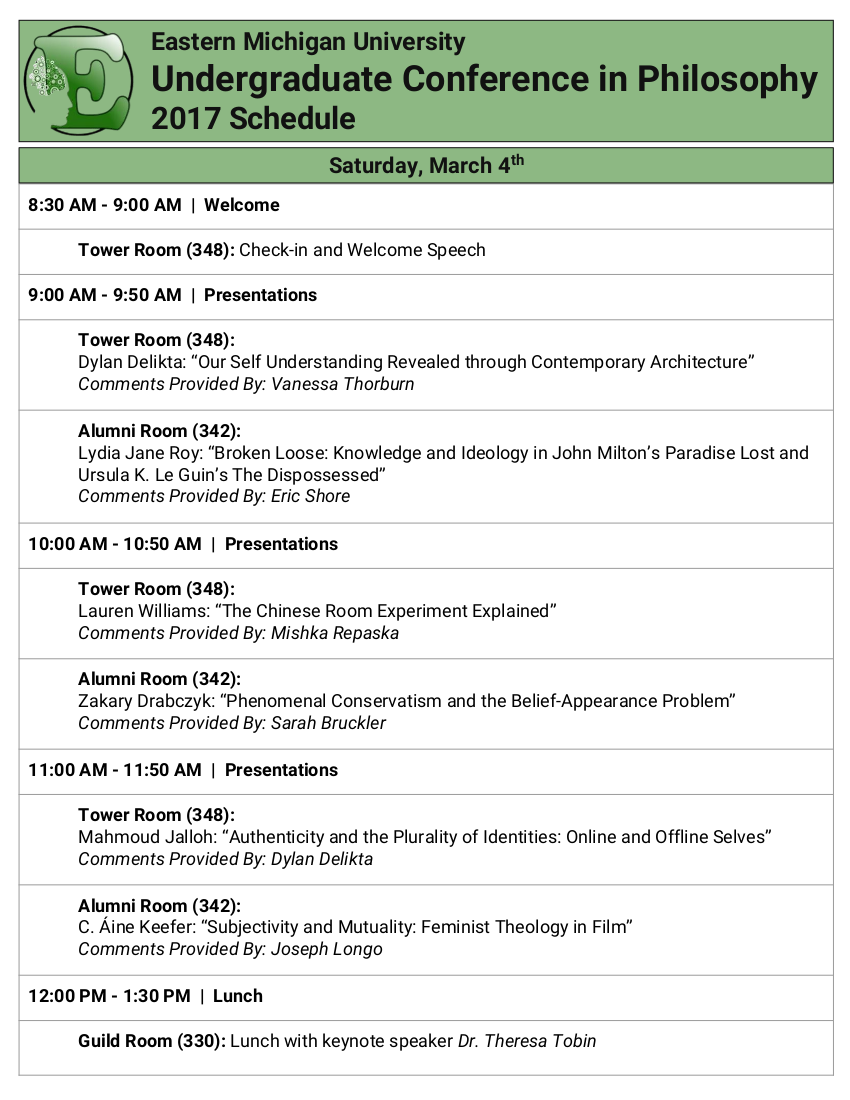 Eastern Michigan University
Undergraduate Conference in Philosophy
2017 Schedule
Saturday, March 4th
8:30 AM - 9:00 AM | Welcome
Tower Room (348): Check-in and Welcome Speech
9:00 AM - 9:50 AM | Presentations
Tower Room (348):
Dylan Delikta: “Our Self Understanding Revealed through Contemporary Architecture”
Comments Provided By: Vanessa Thorburn
Alumni Room (342):
Lydia Jane Roy: “Broken Loose: Knowledge and Ideology in John Milton’s Paradise Lost and
Ursula K. Le Guin’s The Dispossessed”
Comments Provided By: Eric Shore
10:00 AM - 10:50 AM | Presentations
Tower Room (348):
Lauren Williams: “The Chinese Room Experiment Explained”
Comments Provided By: Mishka Repaska
Alumni Room (342):
Zakary Drabczyk: “Phenomenal Conservatism and the Belief-Appearance Problem”
Comments Provided By: Sarah Bruckler
11:00 AM - 11:50 AM | Presentations
Tower Room (348):
Mahmoud Jalloh: “Authenticity and the Plurality of Identities: Online and Offline Selves”
Comments Provided By: Dylan Delikta
Alumni Room (342):
C. Áine Keefer: “Subjectivity and Mutuality: Feminist Theology in Film”
Comments Provided By: Joseph Longo
12:00 PM - 1:30 PM | Lunch
Guild Room (330): Lunch with keynote speaker Dr. Theresa Tobin